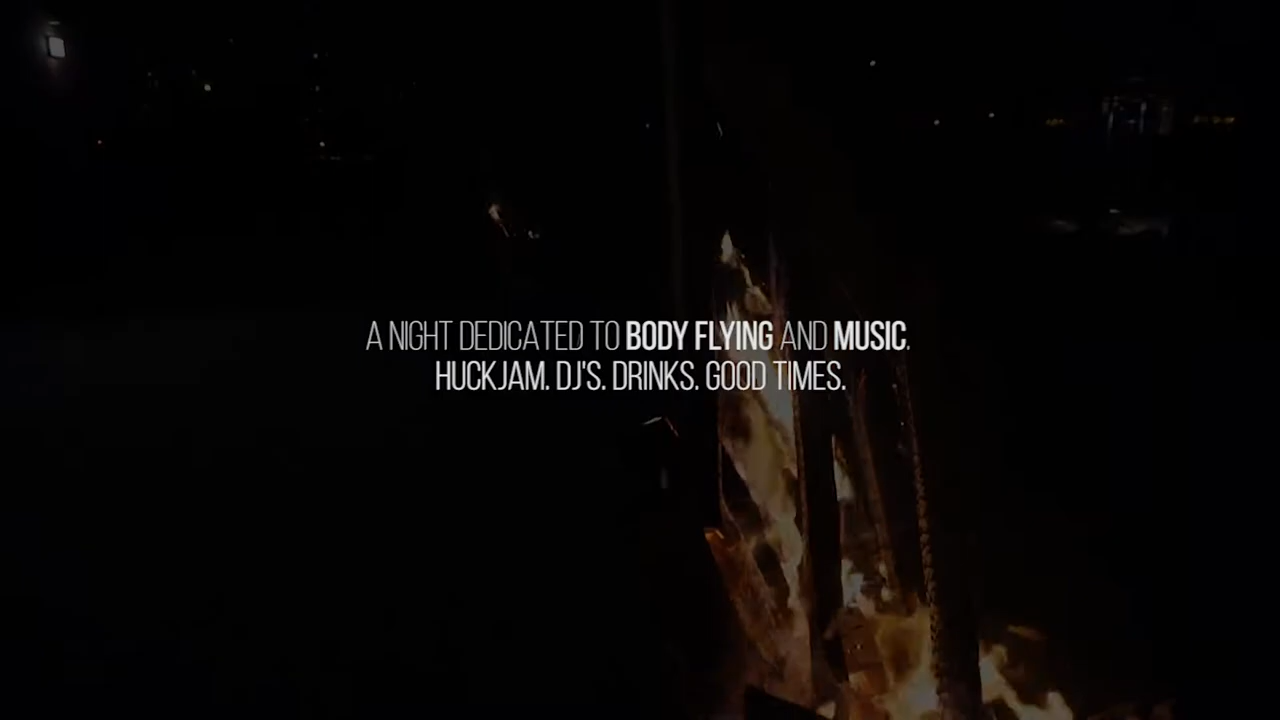 A NIGHT DEDICATED TO BODY FLYING AND MUSIC.
HUCKJAM. DJ'S. DRINKS. GOOD TIMES.